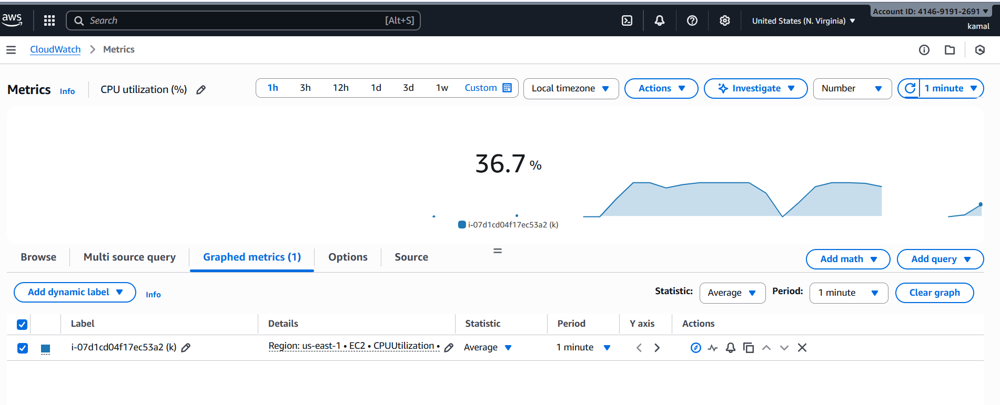 aws
Search [Alt+S]
United States (N. Virginia)
Account ID: 4146-9191-2691
kamal
CloudWatch Metrics
Metrics Info CPU utilization (%)
1h 3h 12h 1d 3d 1w Custom
Local timezone
Actions
Investigate
Number
1 minute
36.7 %
i-07d1cd04f17ec53a2 (k)
Browse Multi source query Graphed metrics (1) Options Source
Add math Add query
Add dynamic label Info
Statistic: Average Period: 1 minute Clear graph
Label Details Statistic Period Y axis Actions
i-07d1cd04f17ec53a2 (k) Region: us-east-1 • EC2 • CPUUtilization • Average 1 minute